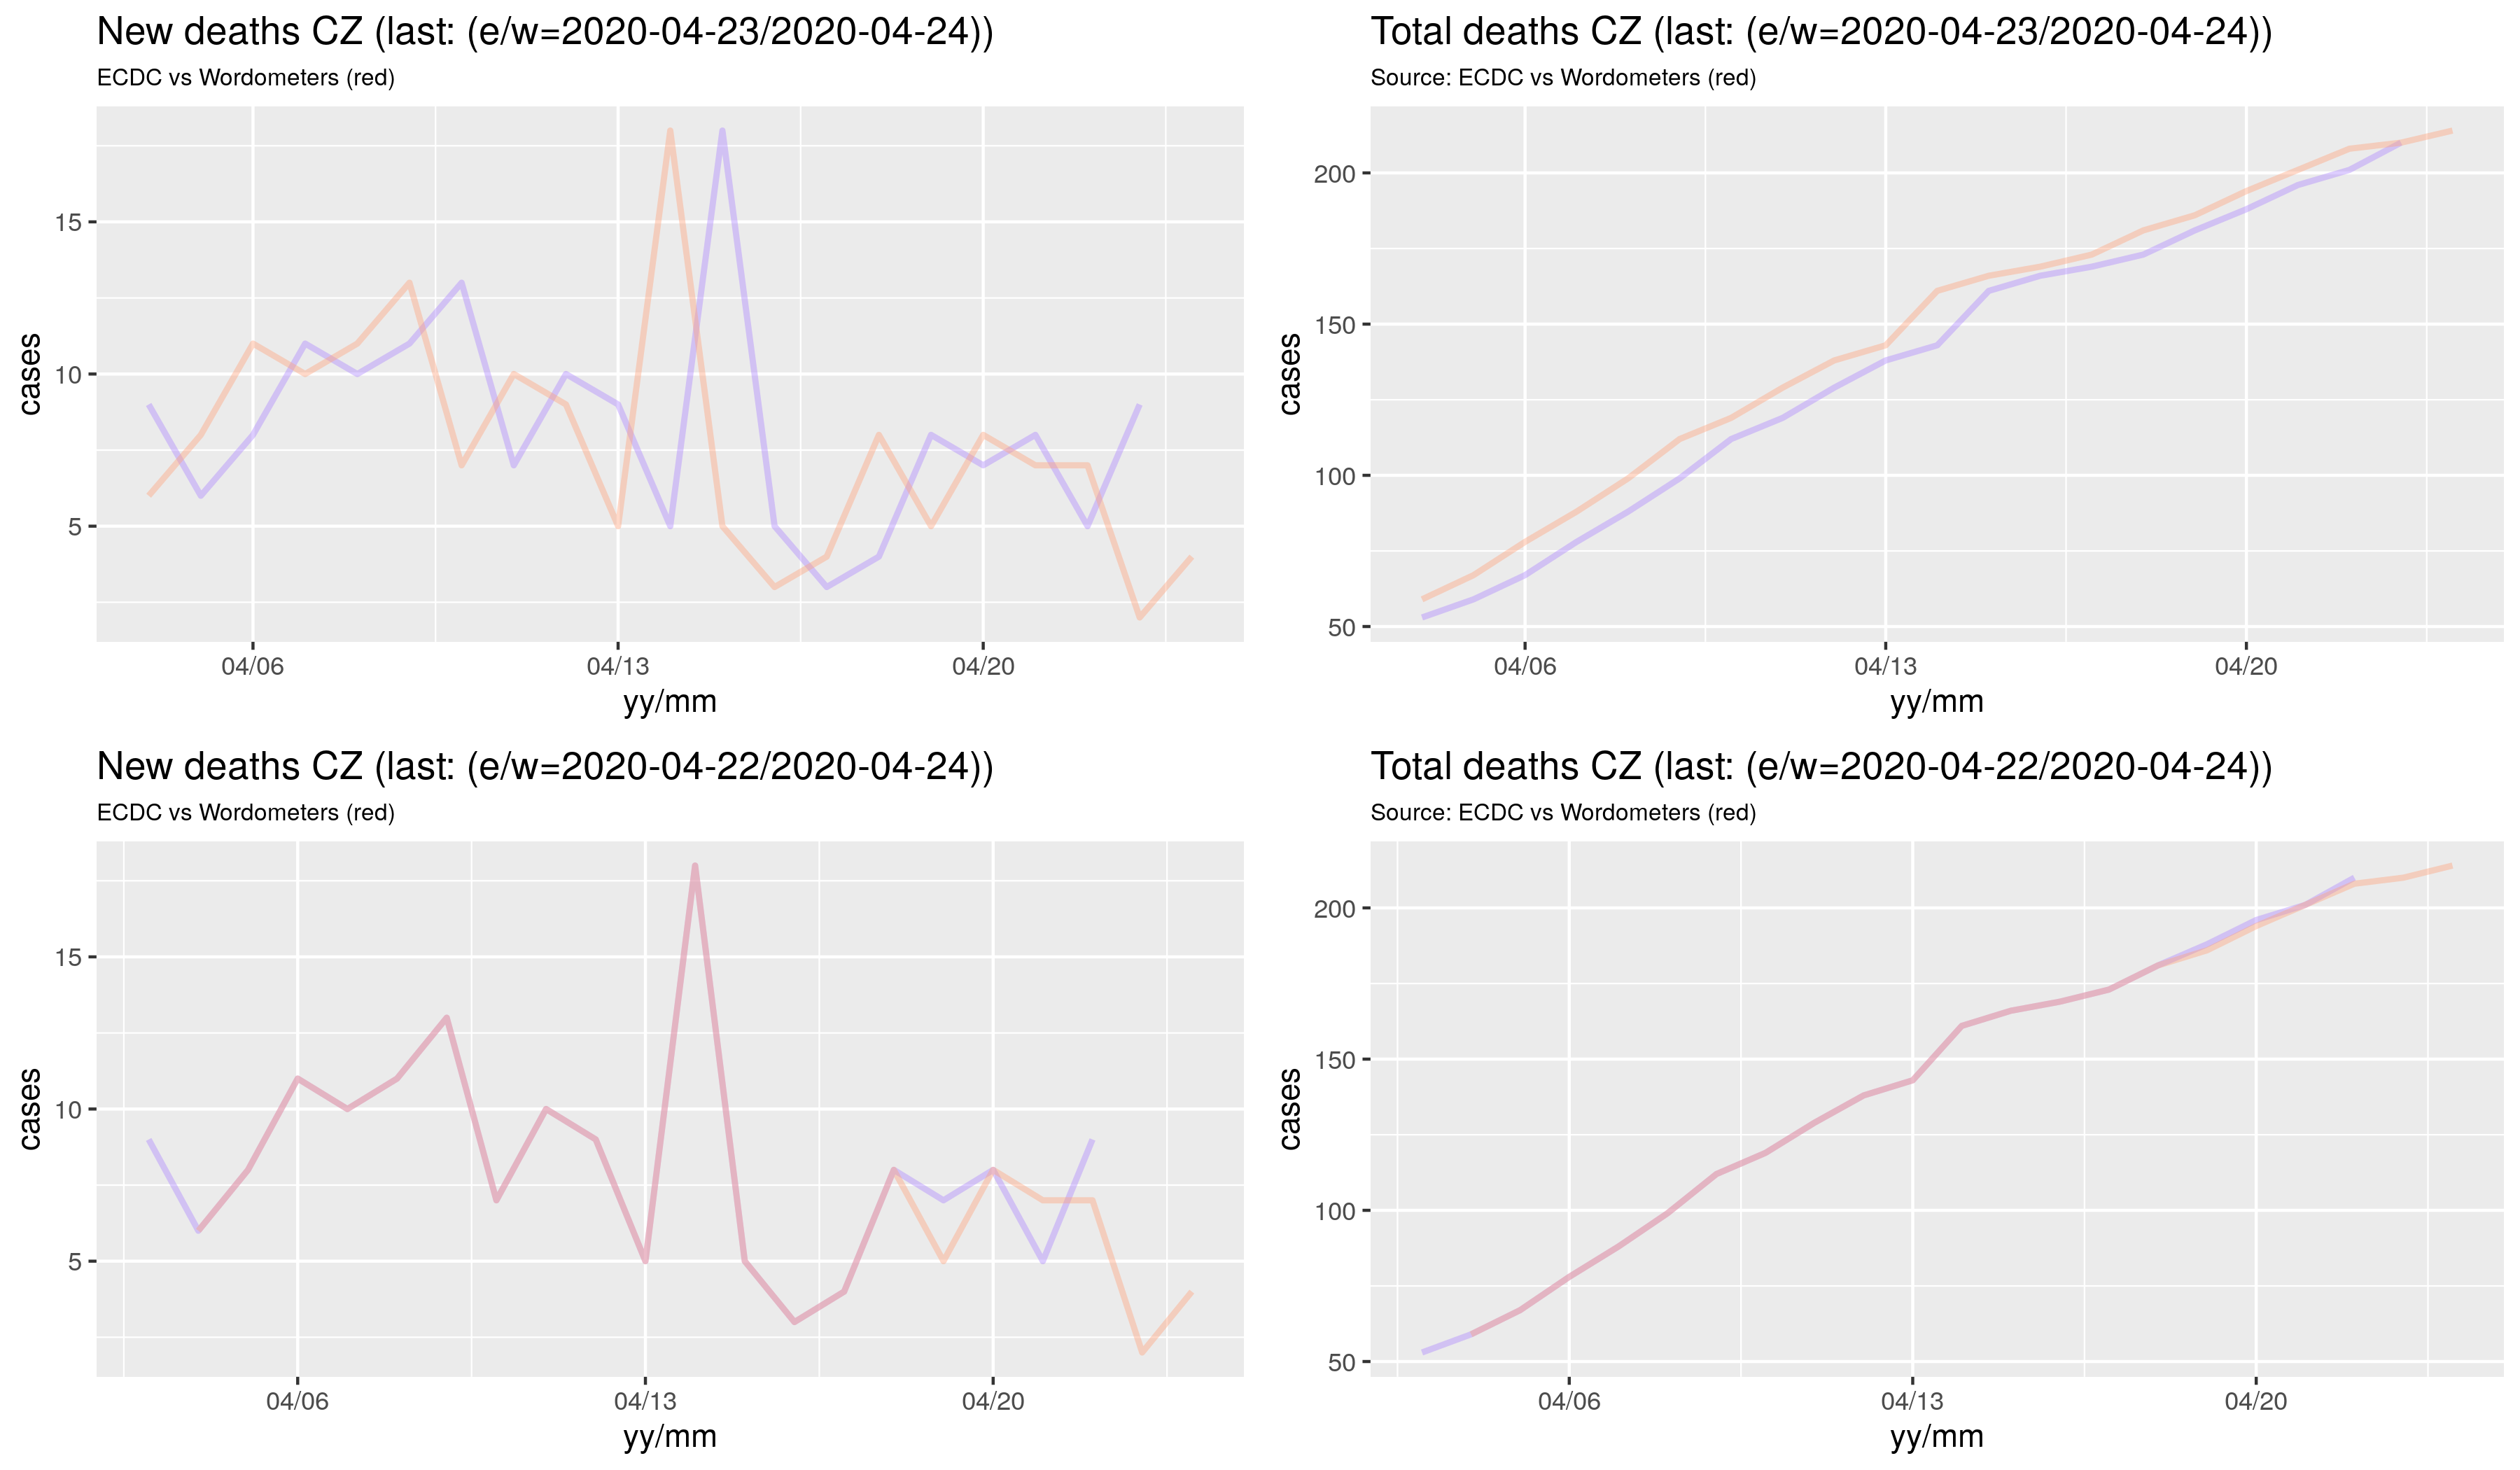 New deaths CZ (last: (e/w=2020-04-23/2020-04-24))
ECDC vs Wordometers (red)
cases
15
10
5
04/06 04/13 04/20
yy/mm
Total deaths CZ (last: (e/w=2020-04-23/2020-04-24))
Source: ECDC vs Wordometers (red)
cases
200
150
100
50
04/06 04/13 04/20
yy/mm
New deaths CZ (last: (e/w=2020-04-22/2020-04-24))
ECDC vs Wordometers (red)
cases
15
10
5
04/06 04/13 04/20
yy/mm
Total deaths CZ (last: (e/w=2020-04-22/2020-04-24))
Source: ECDC vs Wordometers (red)
cases
200
150
100
50
04/06 04/13 04/20
yy/mm